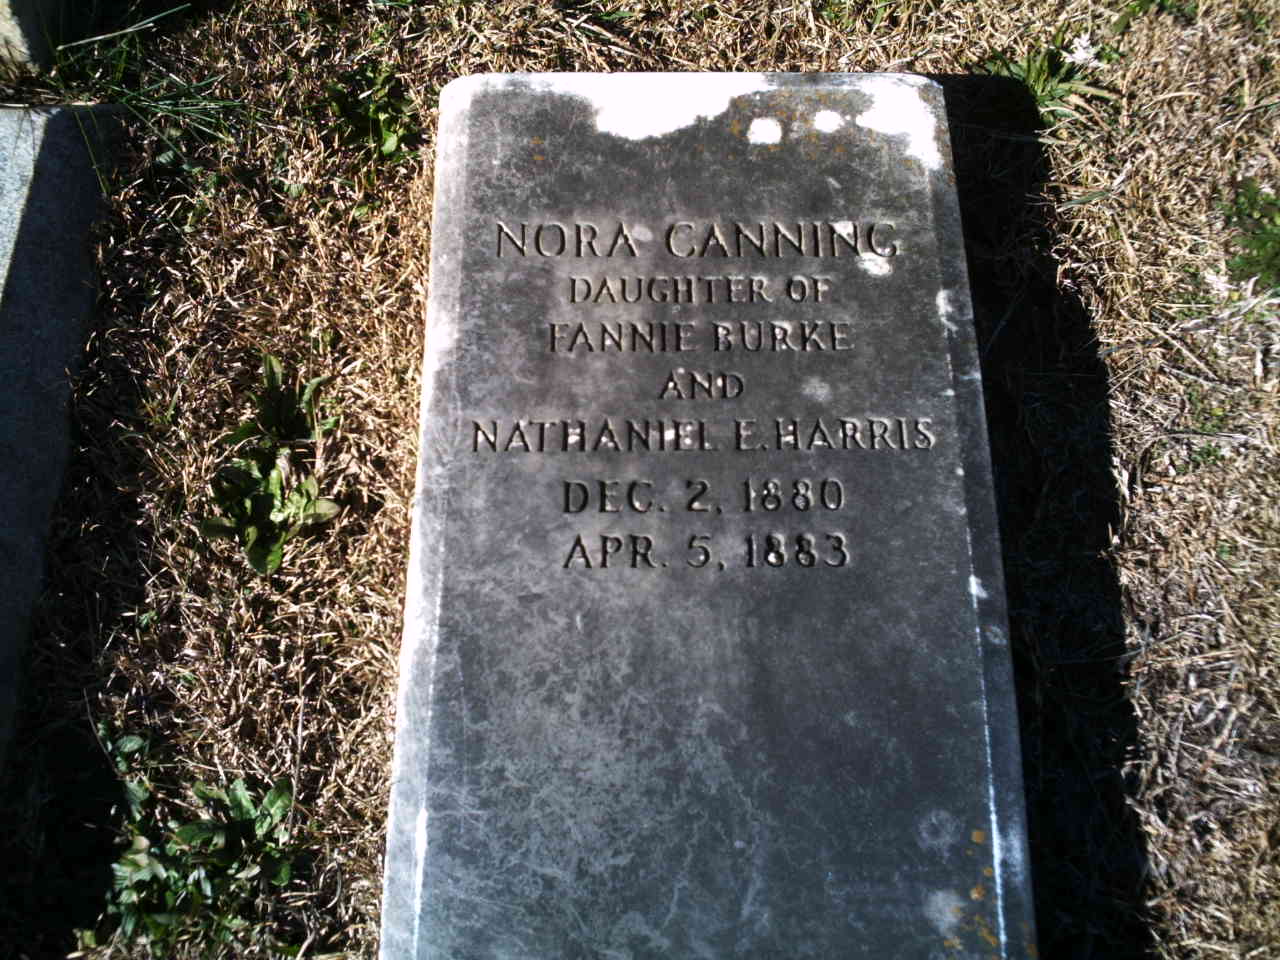 NORA CANNING
DAUGHTER OF
FANNIE BURKE
AND
NATHANIEL E. HARRIS
DEC. 2, 1880
APR. 5, 1883